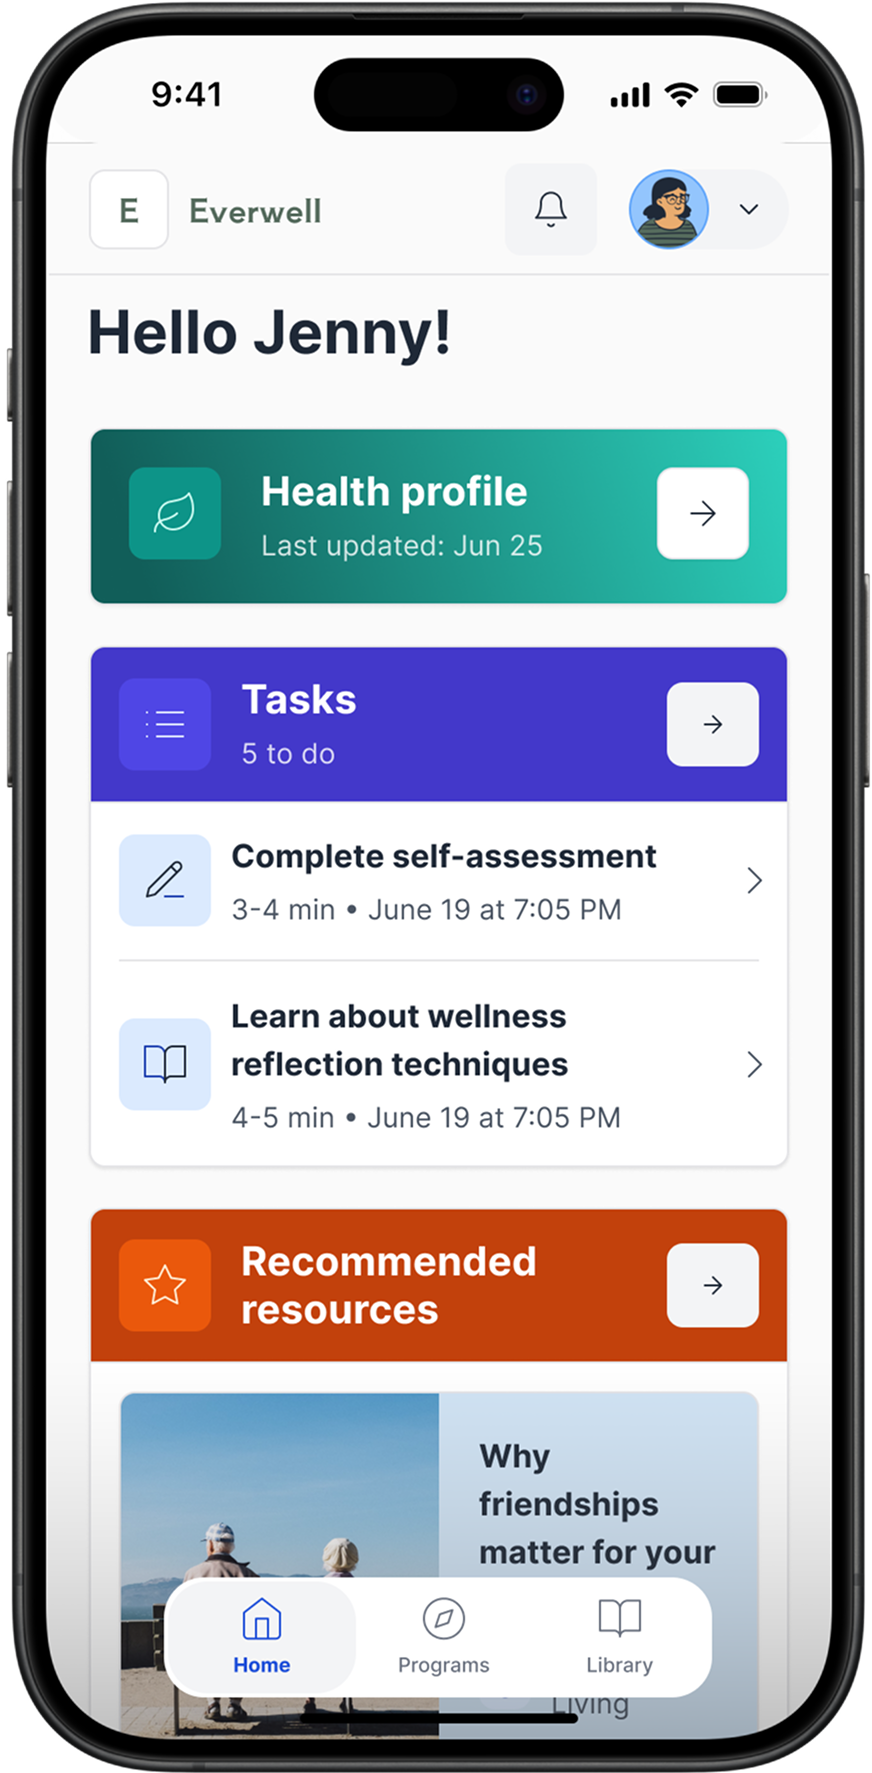 9:41
E Everwell
Hello Jenny!
Health profile
Last updated: Jun 25
Tasks
5 to do
Complete self-assessment
3-4 min • June 19 at 7:05 PM
Learn about wellness
reflection techniques
4-5 min • June 19 at 7:05 PM
Recommended
resources
Why
friendships
matter for your
Home Programs Library
Living